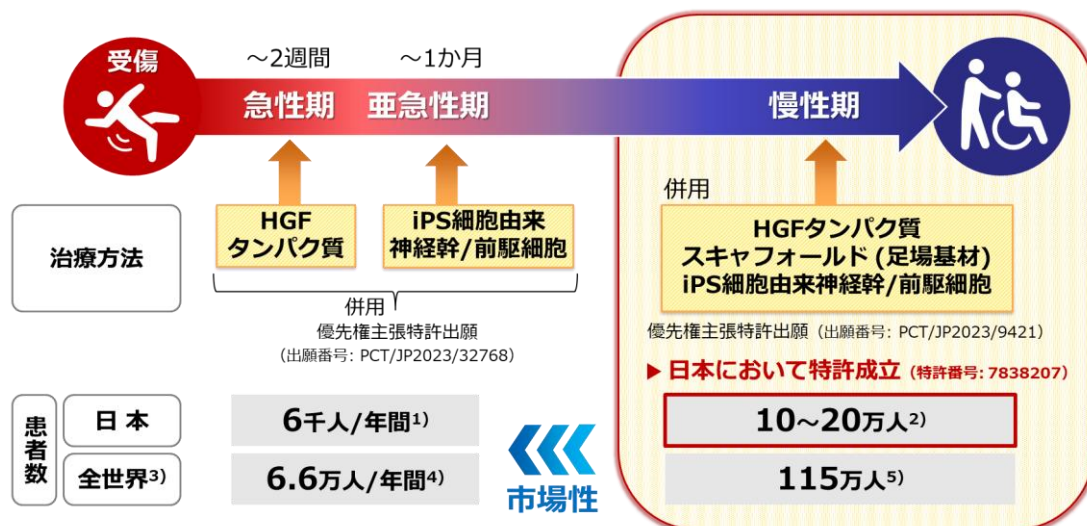 受傷
～2週間
～1か月
急性期
亜急性期
慢性期
治療方法
HGF
タンパク質
iPS細胞由来
神経幹/前駆細胞
併用
優先権主張特許出願
(出願番号: PCT/JP2023/32768)
併用
HGFタンパク質
スキャフォールド (足場基材)
iPS細胞由来神経幹/前駆細胞
優先権主張特許出願 (出願番号: PCT/JP2023/9421)
▶ 日本において特許成立 (特許番号: 7838207)
患者数
日本
6千人/年間1)
10～20万人2)
全世界3)
6.6万人/年間4)
115万人5)
市場性